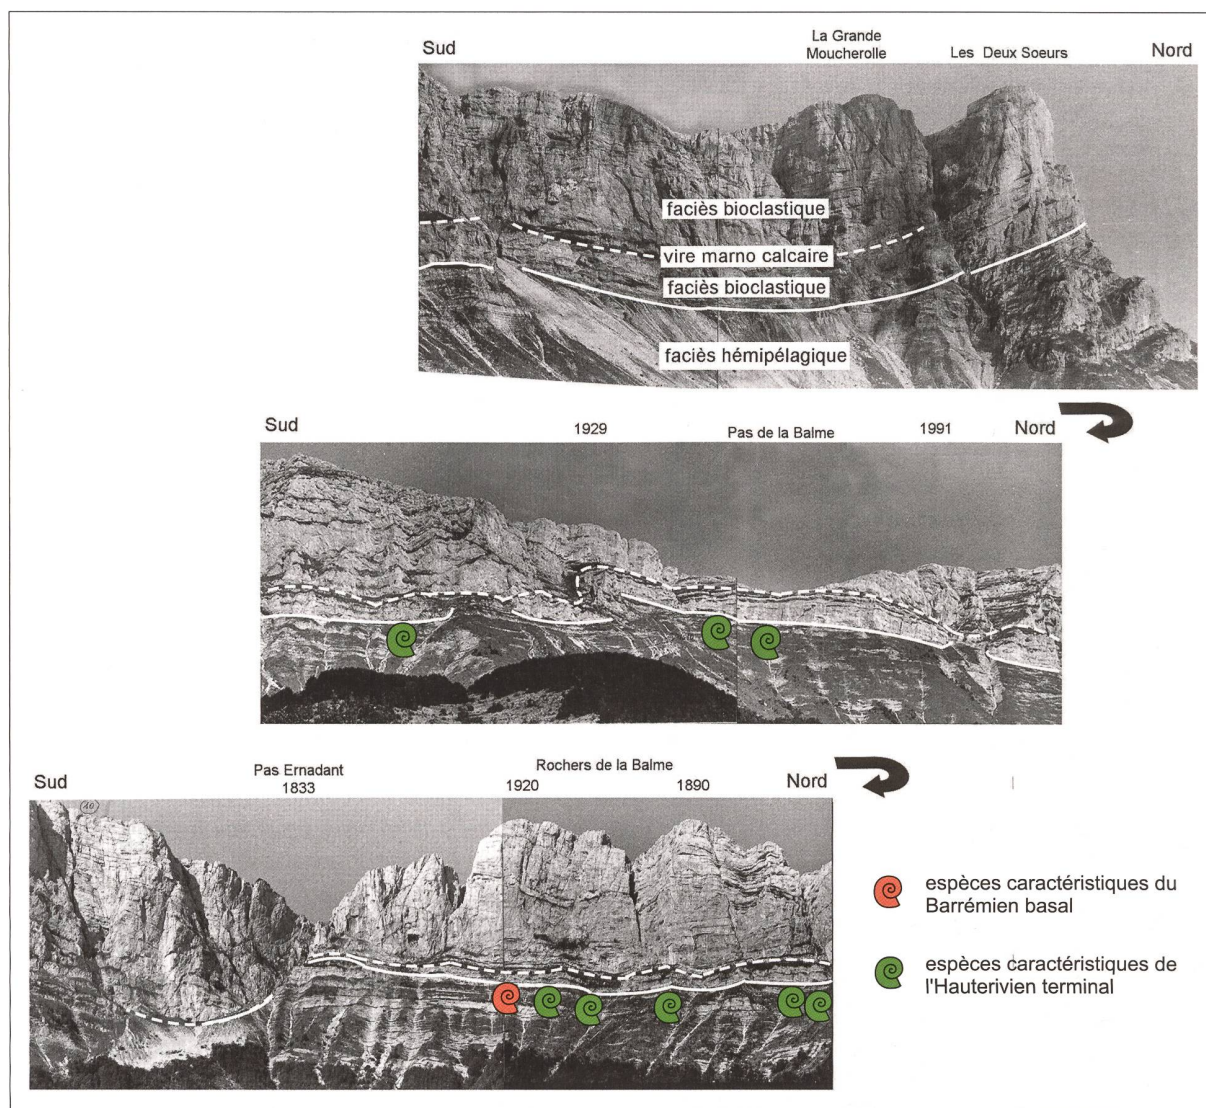 La Grande
Moucherolle
Sud
Les Deux Soeurs
Nord
faciès bioclastique
vire marno calcaire
faciès bioclastique
faciès hémipélagique
Sud
1929
Pas de la Balme
1991
Nord
Sud
Pas Ernadant
1833
Rochers de la Balme
1920
1890
Nord
10
espèces caractéristiques du
Barrémien basal
espèces caractéristiques de
l'Hauterivien terminal